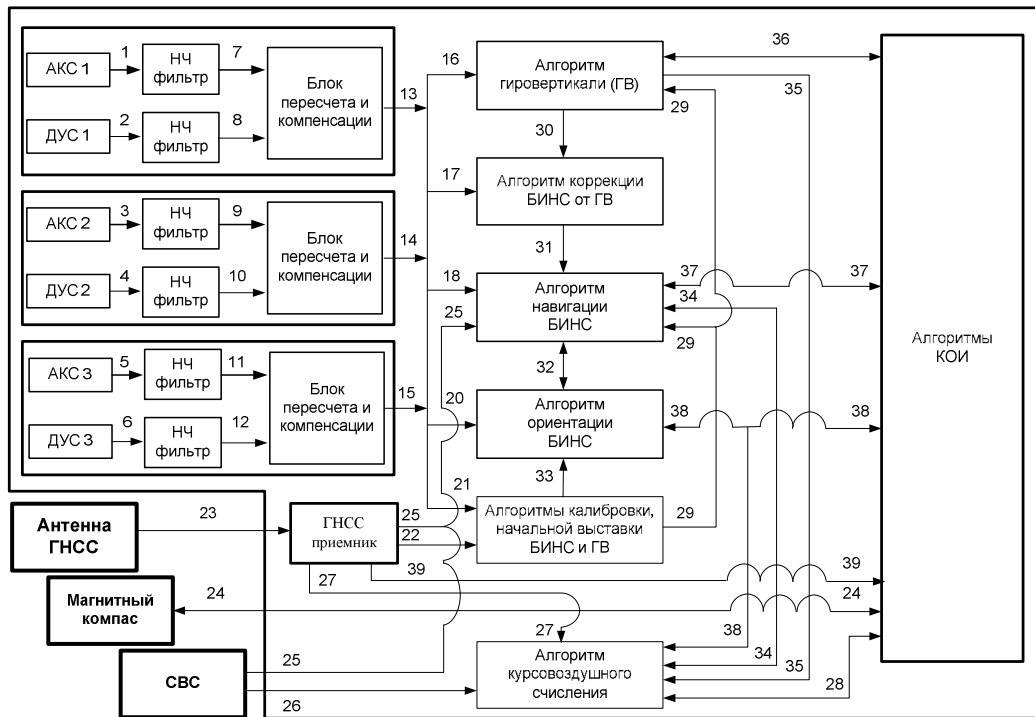 АКС 1
1
НЧ
фильтр
7
ДУС 1
2
НЧ
фильтр
8
Блок
пересчета и
компенсации
13
АКС 2
3
НЧ
фильтр
9
ДУС 2
4
НЧ
фильтр
10
Блок
пересчета и
компенсации
14
АКС 3
5
НЧ
фильтр
11
ДУС 3
6
НЧ
фильтр
12
Блок
пересчета и
компенсации
15
16
Алгоритм
гировертикали (ГВ)
36
35
29
30
17
Алгоритм коррекции
БИНС от ГВ
31
18
25
Алгоритм
навигации
БИНС
37
37
34
29
32
20
Алгоритм
ориентации
БИНС
38
38
33
21
Алгоритмы калибровки,
начальной выставки
БИНС и ГВ
29
Алгоритмы
КОИ
Антенна
ГНСС
23
ГНСС
приемник
25
22
39
39
27
Магнитный
компас
24
24
СВС
25
26
27
Алгоритм
курсовоздушного
счисления
38
34
35
28